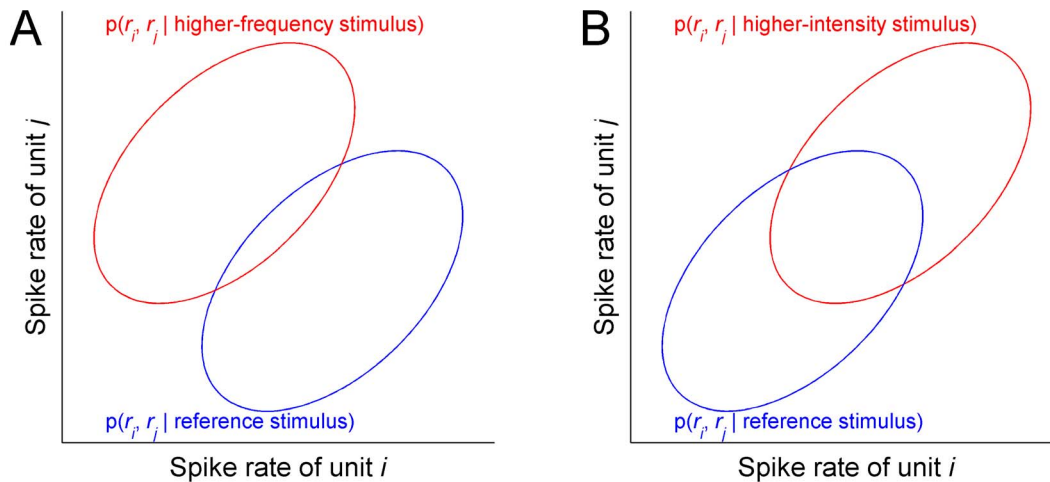 A
p(rᵢ, rⱼ | higher-frequency stimulus)
Spike rate of unit j
p(rᵢ, rⱼ | reference stimulus)
Spike rate of unit i
B
p(rᵢ, rⱼ | higher-intensity stimulus)
Spike rate of unit j
p(rᵢ, rⱼ | reference stimulus)
Spike rate of unit i